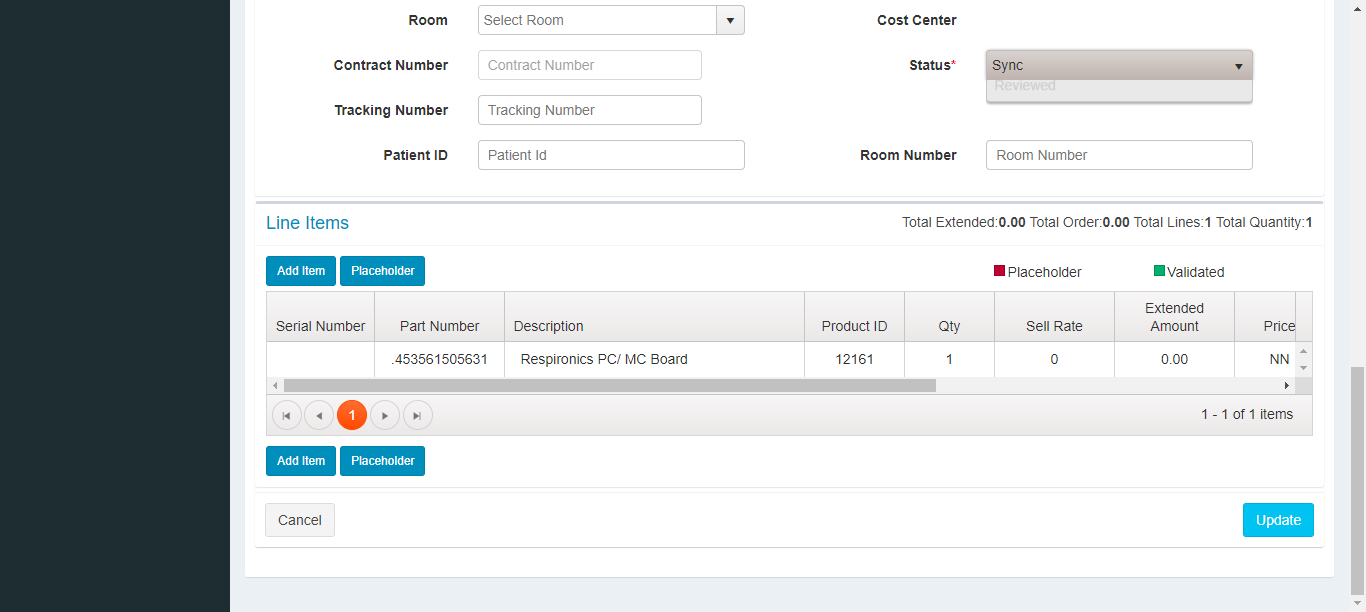 Room Select Room Cost Center
Contract Number Contract Number Status* Sync
Reviewed
Tracking Number Tracking Number
Patient ID Patient Id Room Number Room Number
Line Items Total Extended:0.00 Total Order:0.00 Total Lines:1 Total Quantity:1
Add Item Placeholder Placeholder Validated
Serial Number Part Number Description Product ID Qty Sell Rate Extended Amount Price
.453561505631 Respironics PC/ MC Board 12161 1 0 0.00 NN
1 1 - 1 of 1 items
Add Item Placeholder
Cancel Update